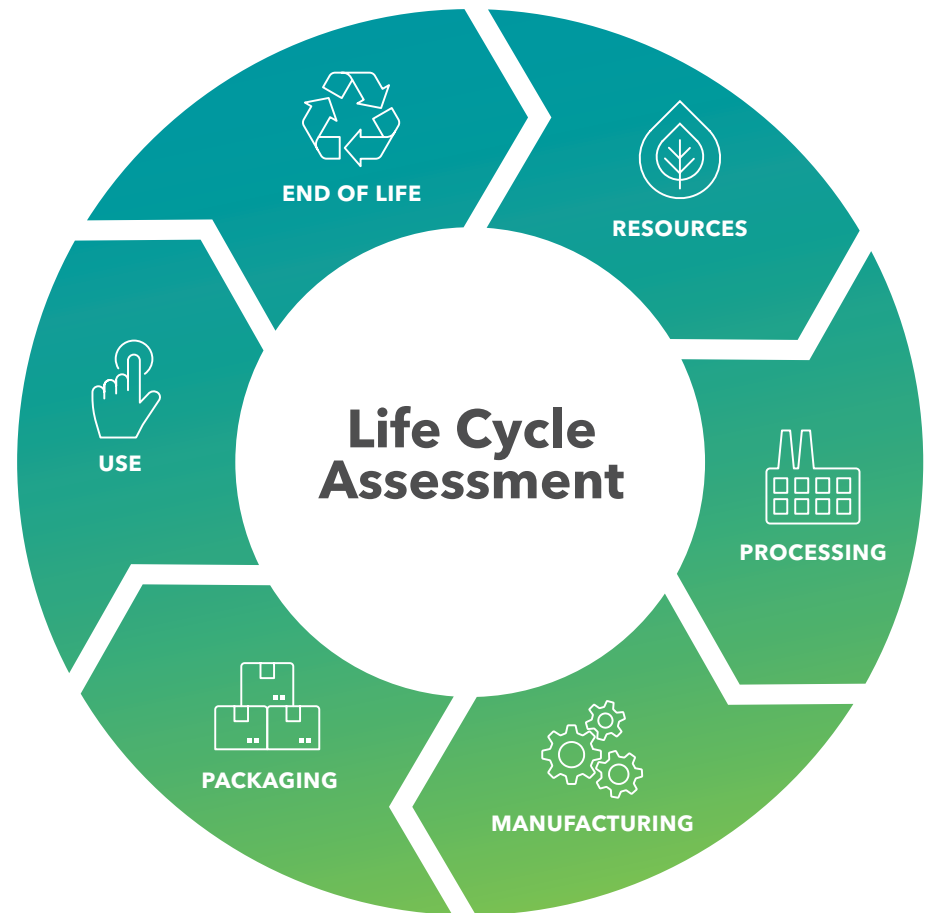 Life Cycle
Assessment
RESOURCES
PROCESSING
MANUFACTURING
PACKAGING
USE
END OF LIFE